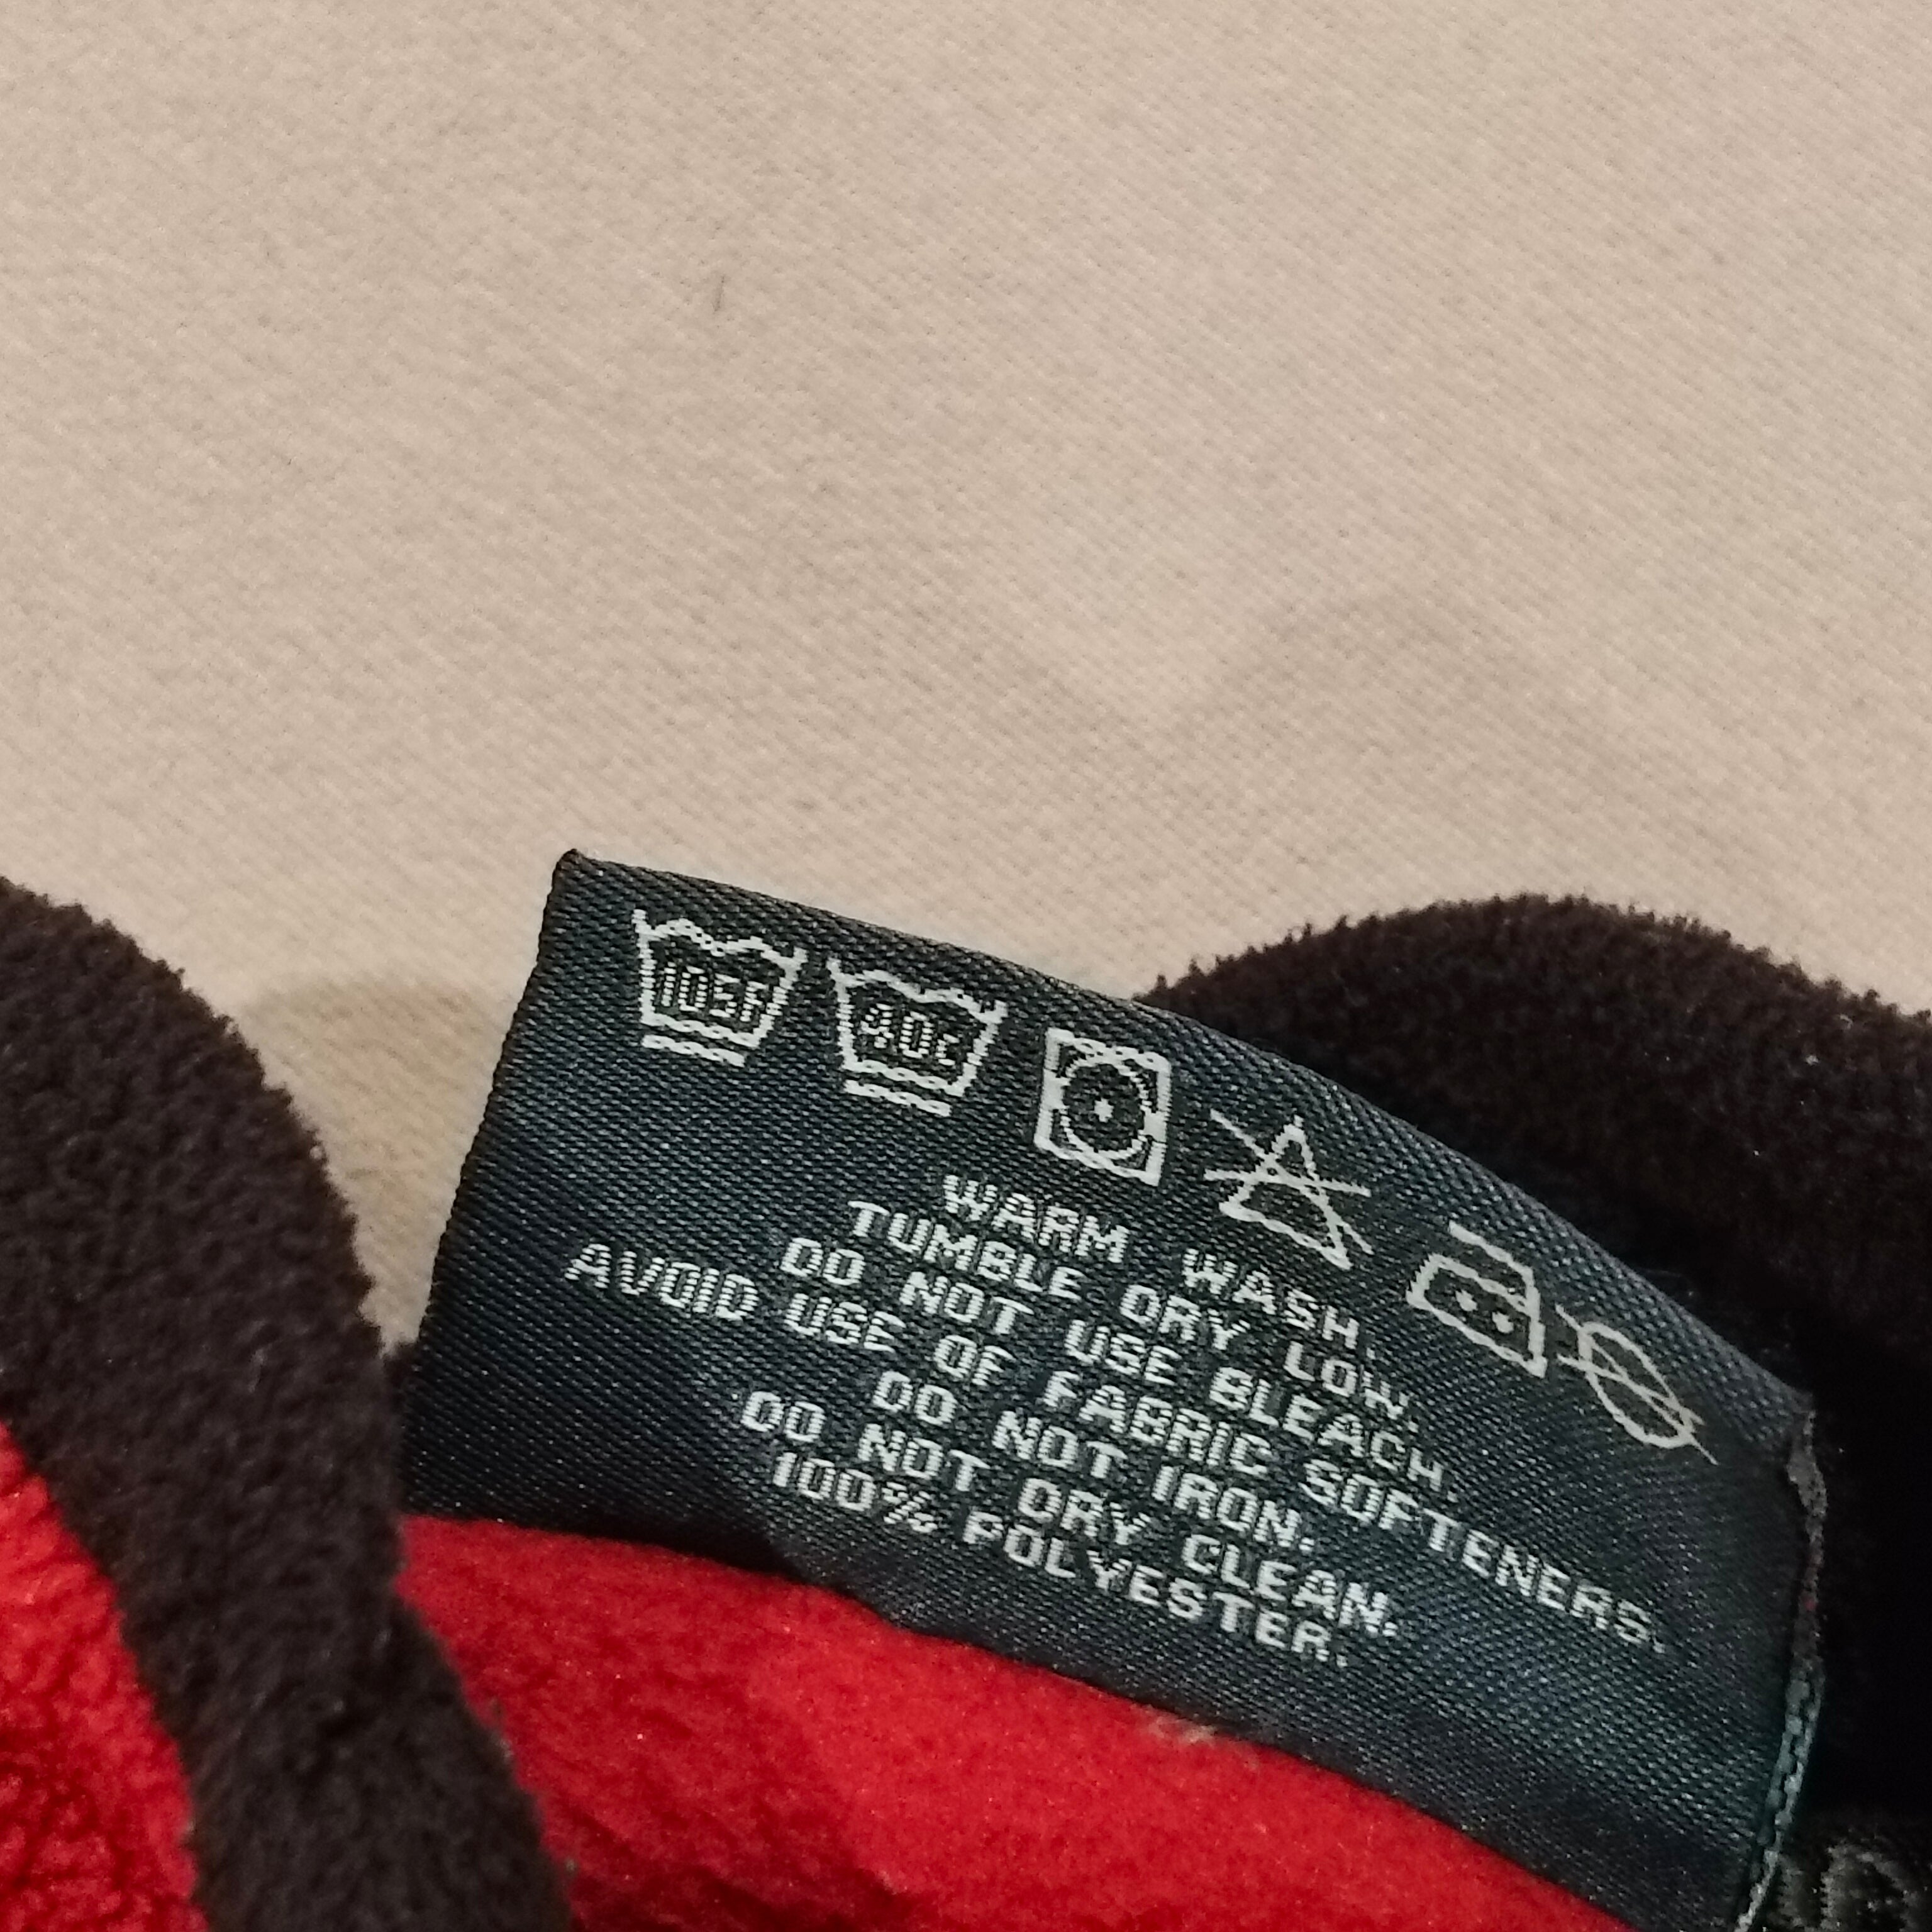 105F 40C
WARM WASH.
TUMBLE DRY LOW.
DO NOT USE BLEACH.
AVOID USE OF FABRIC SOFTENERS.
DO NOT IRON.
DO NOT DRY CLEAN.
100% POLYESTER.